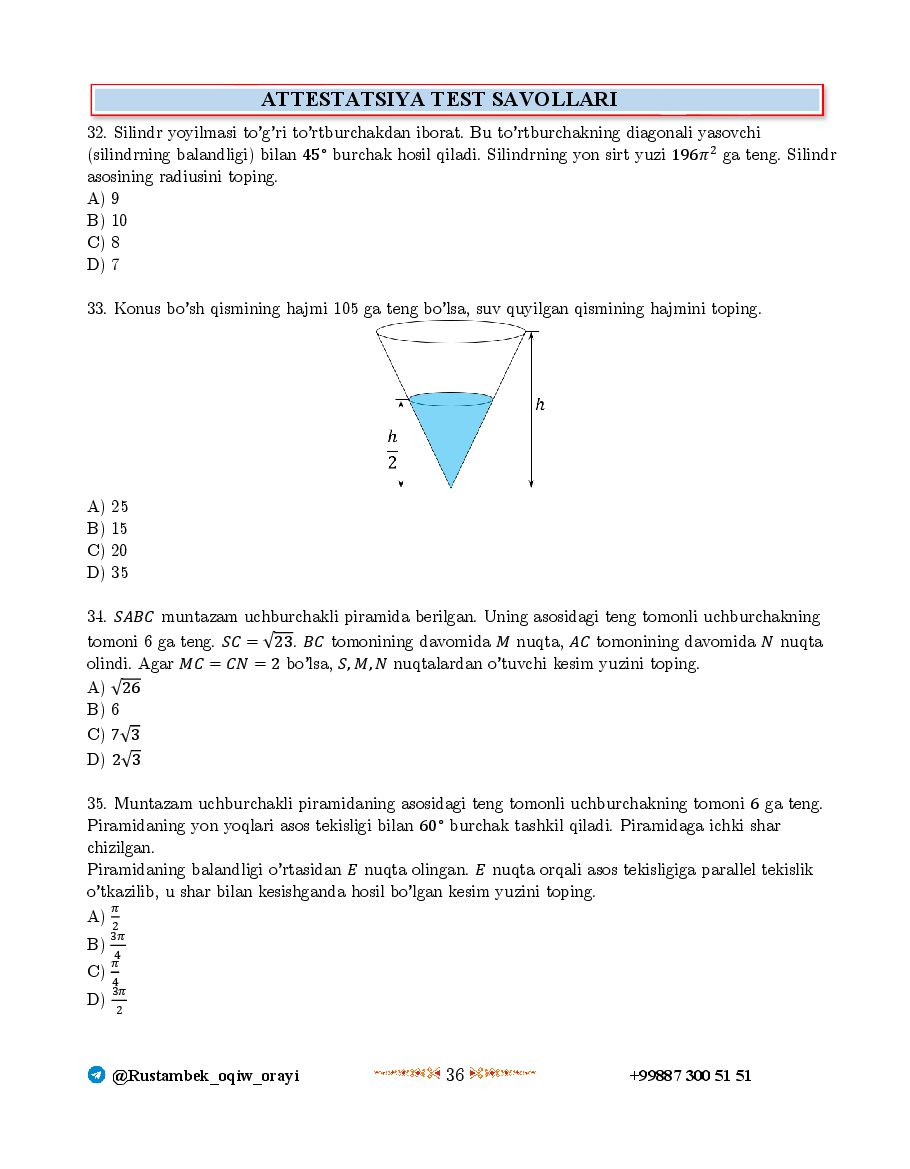 ATTESTATSIYA TEST SAVOLLARI
32. Silindr yoyilmasi to'g'ri to'rtburchakdan iborat. Bu to'rtburchakning diagonali yasovchi
(silindrning balandligi) bilan 45° burchak hosil qiladi. Silindrning yon sirt yuzi 196π² ga teng. Silindr
asosining radiusini toping.
A) 9
B) 10
C) 8
D) 7
33. Konus bo'sh qismining hajmi 105 ga teng bo'lsa, suv quyilgan qismining hajmini toping.
h
h/2
A) 25
B) 15
C) 20
D) 35
34. SABC muntazam uchburchakli piramida berilgan. Uning asosidagi teng tomonli uchburchakning
tomoni 6 ga teng. SC = √23. BC tomonining davomida M nuqta, AC tomonining davomida N nuqta
olindi. Agar MC = CN = 2 bo'lsa, S, M, N nuqtalardan o'tuvchi kesim yuzini toping.
A) √26
B) 6
C) 7√3
D) 2√3
35. Muntazam uchburchakli piramidaning asosidagi teng tomonli uchburchakning tomoni 6 ga teng.
Piramidaning yon yoqlari asos tekisligi bilan 60° burchak tashkil qiladi. Piramidaga ichki shar
chizilgan.
Piramidaning balandligi o'rtasidan E nuqta olingan. E nuqta orqali asos tekisligiga parallel tekislik
o'tkazilib, u shar bilan kesishganda hosil bo'lgan kesim yuzini toping.
A) π/2
B) 3π/4
C) π/4
D) 3π/2
@Rustambek_oqiw_orayi 36 +99887 300 51 51